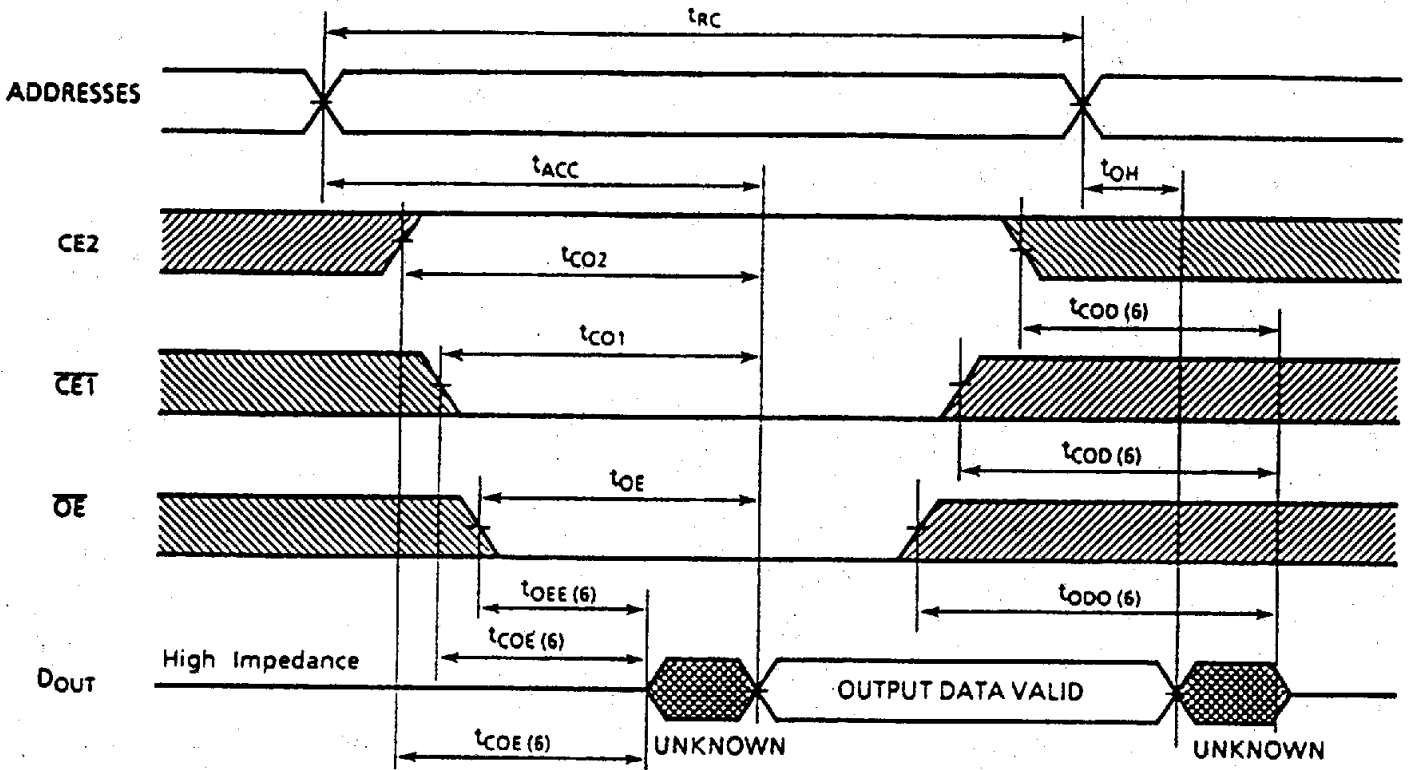 tRC
ADDRESSES
tACC
tOH
CE2
tCO2
tCOD (6)
tCO1
CE1
tCOD (6)
tOE
OE
tOEE (6)
tODO (6)
tCOE (6)
High Impedance
DOUT
OUTPUT DATA VALID
tCOE (6)
UNKNOWN
UNKNOWN